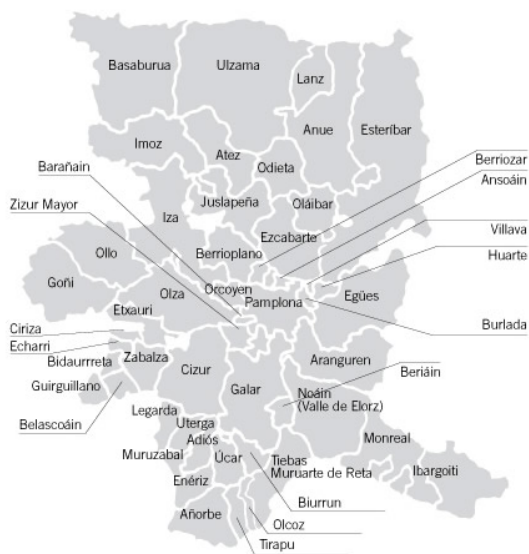 Basaburua
Ulzama
Lanz
Imoz
Anue
Esteríbar
Atez
Odieta
Berriozar
Ansoáin
Barañain
Zizur Mayor
Juslapeña
Oláibar
Iza
Villava
Ezcabarte
Huarte
Ollo
Berrioplano
Goñi
Olza
Orcoyen
Pamplona
Egües
Etxauri
Ciriza
Burlada
Echarri
Bidaurrreta
Zabalza
Cizur
Aranguren
Beriáin
Guirguillano
Galar
Noáin
(Valle de Elorz)
Belascoáin
Legarda
Uterga
Adiós
Monreal
Muruzabal
Úcar
Tiebas
Muruarte de Reta
Ibargoiti
Enériz
Biurrun
Añorbe
Olcoz
Tirapu